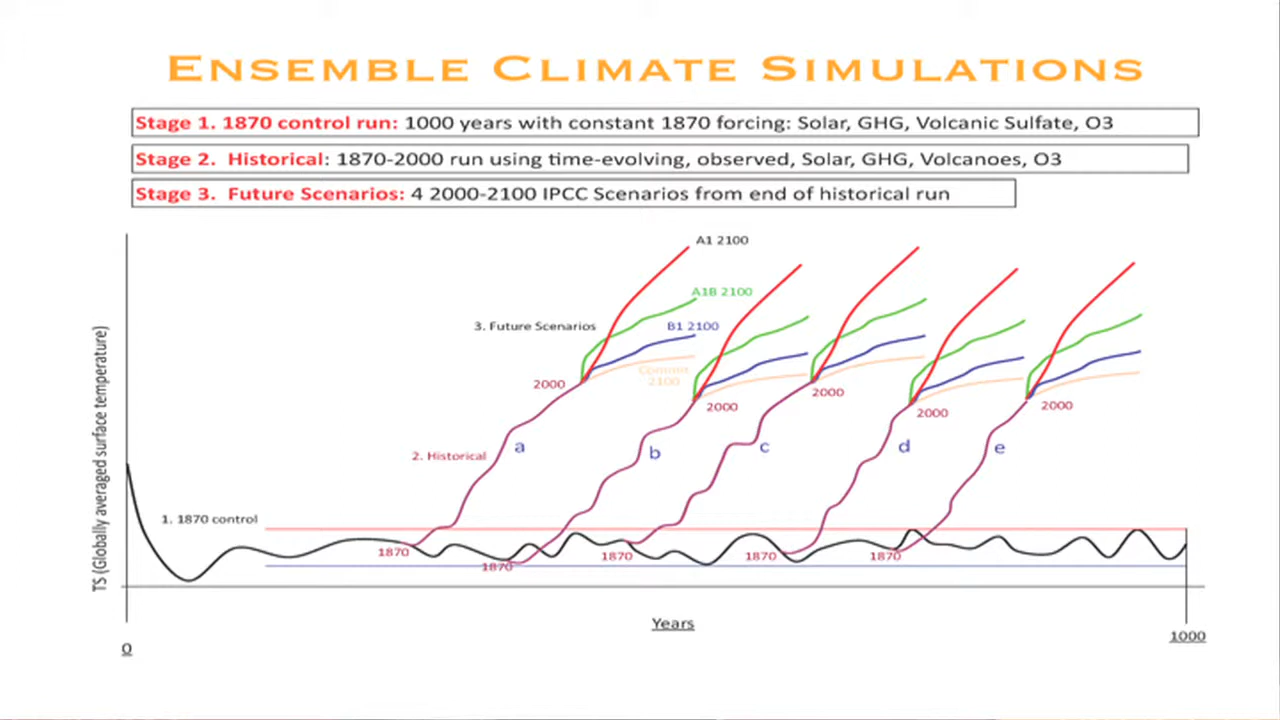 ENSEMBLE CLIMATE SIMULATIONS
Stage 1. 1870 control run: 1000 years with constant 1870 forcing: Solar, GHG, Volcanic Sulfate, O3
Stage 2. Historical: 1870-2000 run using time-evolving, observed, Solar, GHG, Volcanoes, O3
Stage 3. Future Scenarios: 4 2000-2100 IPCC Scenarios from end of historical run
A1 2100
A1B 2100
3. Future Scenarios
B1 2100
Commit
2100
2000
2000
2000
2000
2000
2. Historical
a
b
c
d
e
TS (Globally averaged surface temperature)
1. 1870 control
1870
1870
1870
1870
1870
Years
0
1000